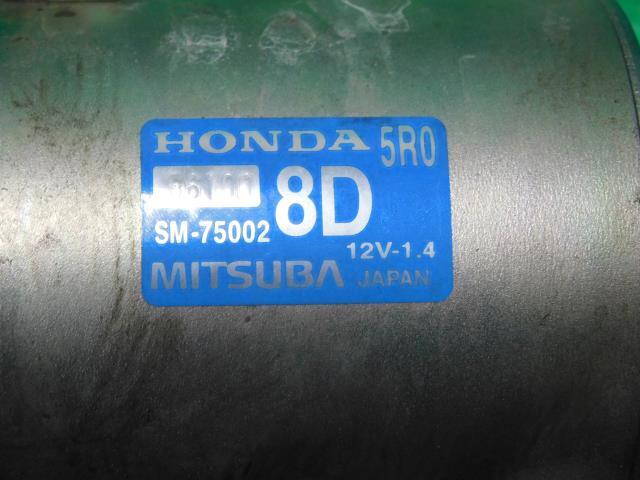 HONDA 5R0
8D
SM-75002
12V-1.4
MITSUBA JAPAN